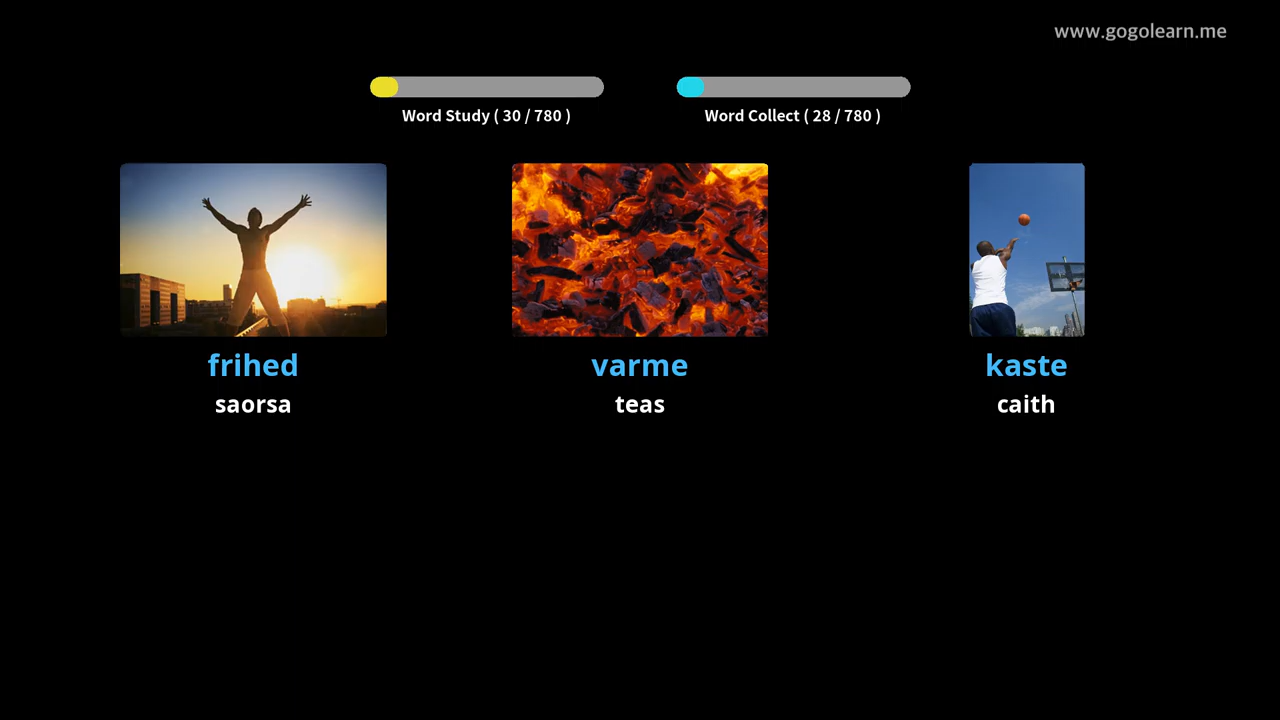 www.gogolearn.me
Word Study ( 30 / 780 )
Word Collect ( 28 / 780 )
frihed
varme
kaste
saorsa
teas
caith